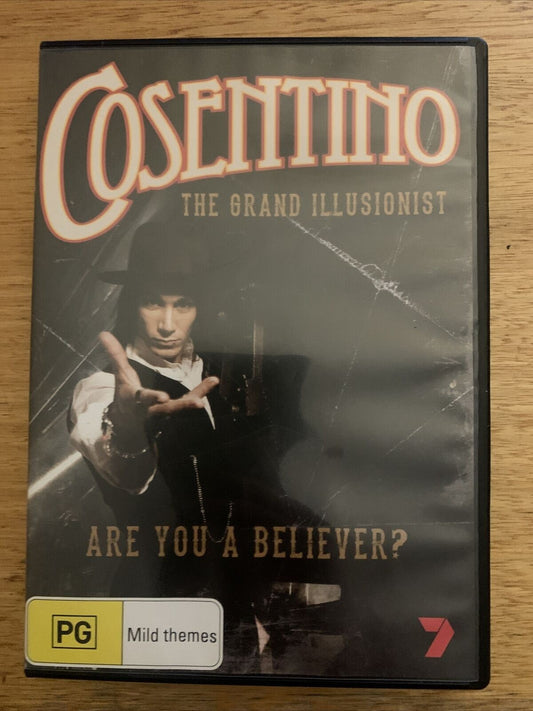 COSENTINO
THE GRAND ILLUSIONIST
ARE YOU A BELIEVER?
PG
Mild themes
7